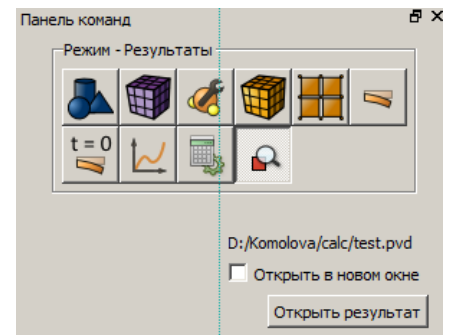 Панель команд
Режим - Результаты
t = 0
D:/Komolova/calc/test.pvd
Открыть в новом окне
Открыть результат